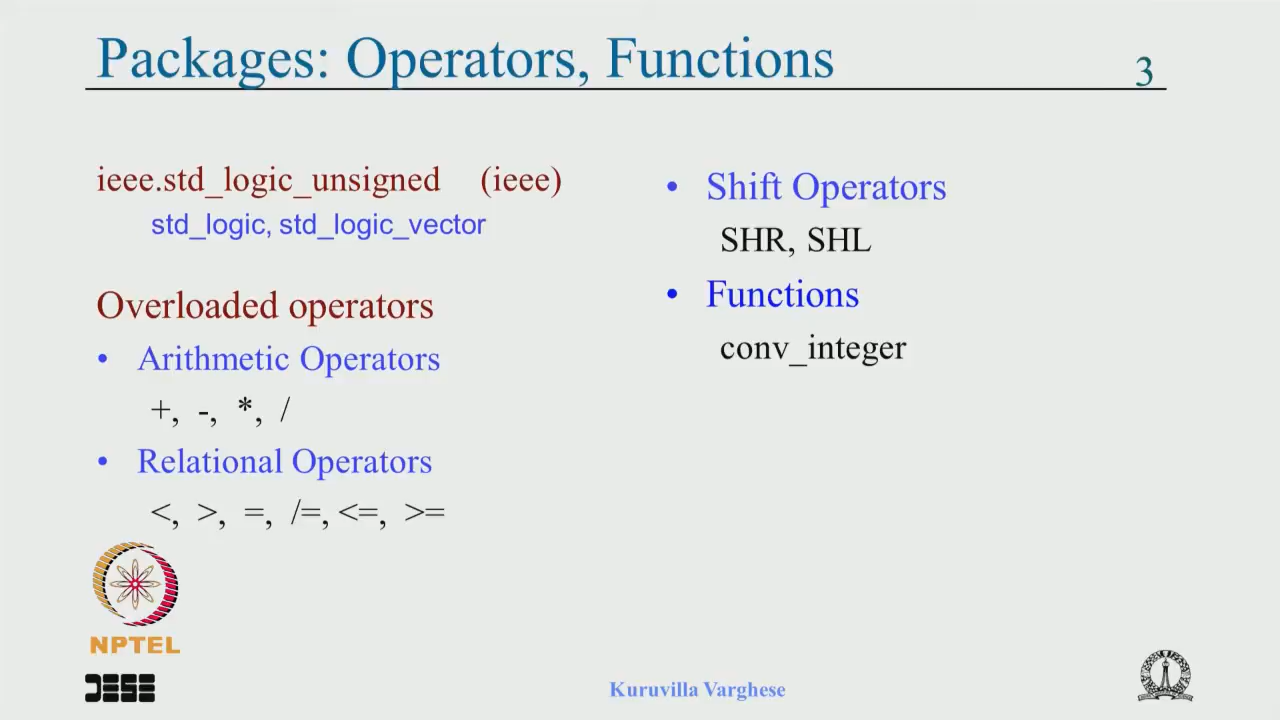 Packages: Operators, Functions
3
ieee.std_logic_unsigned (ieee)
std_logic, std_logic_vector
Overloaded operators
• Arithmetic Operators
+, -, *, /
• Relational Operators
<, >, =, /=, <=, >=
• Shift Operators
SHR, SHL
• Functions
conv_integer
NPTEL
Kuruvilla Varghese